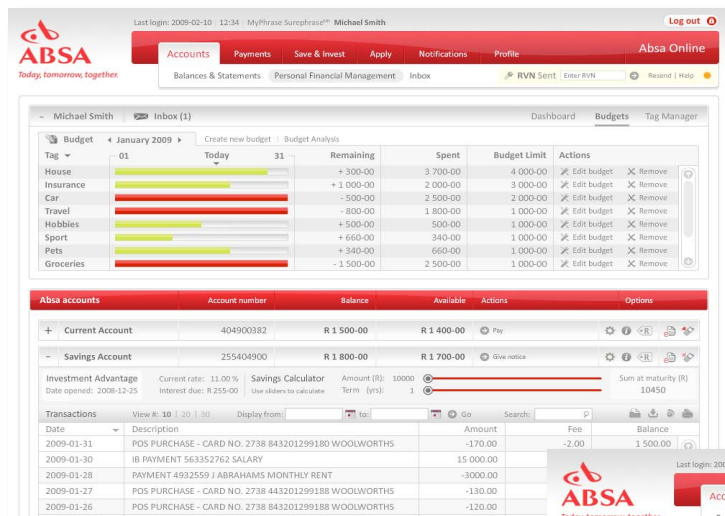 Last login: 2009-02-10 | 12:34 | MyPhrase Surephrase™ Michael Smith
Log out
ABSA
Today, tomorrow, together.
Accounts Payments Save & Invest Apply Notifications Profile Absa Online
Balances & Statements Personal Financial Management Inbox RVN Sent Enter RVN Resend | Help
- Michael Smith Inbox (1) Dashboard Budgets Tag Manager
Budget January 2009 Create new budget | Budget Analysis
Tag 01 Today 31 Remaining Spent Budget Limit Actions
House + 300-00 3 700-00 4 000-00 Edit budget Remove
Insurance + 1 000-00 2 000-00 3 000-00 Edit budget Remove
Car - 500-00 2 500-00 2 000-00 Edit budget Remove
Travel - 800-00 1 800-00 1 000-00 Edit budget Remove
Hobbies + 500-00 500-00 1 000-00 Edit budget Remove
Sport + 660-00 340-00 1 000-00 Edit budget Remove
Pets + 340-00 660-00 1 000-00 Edit budget Remove
Groceries - 1 500-00 2 500-00 1 000-00 Edit budget Remove
Absa accounts Account number Balance Available Actions Options
+ Current Account 404900382 R 1 500-00 R 1 400-00 Pay
- Savings Account 255404900 R 1 800-00 R 1 700-00 Give notice
Investment Advantage Current rate: 11.00 % Savings Calculator Amount (R): 10000 Sum at maturity (R)
Date opened: 2008-12-25 Interest due: R 255-00 Use sliders to calculate Term (yrs): 1 10450
Transactions View #: 10 | 20 | 30 Display from: to: Go Search:
Date Description Amount Fee Balance
2009-01-31 POS PURCHASE - CARD NO. 2738 843201299180 WOOLWORTHS -170.00 -2.00 1 500.00
2009-01-30 IB PAYMENT 563352762 SALARY 15 000.00
2009-01-28 PAYMENT 4932559 J ABRAHAMS MONTHLY RENT -3000.00
2009-01-27 POS PURCHASE - CARD NO. 2738 443201299188 WOOLWORTHS -130.00
2009-01-26 POS PURCHASE - CARD NO. 2738 843201299188 WOOLWORTHS -120.00
Last login: 200
ABSA
Acc